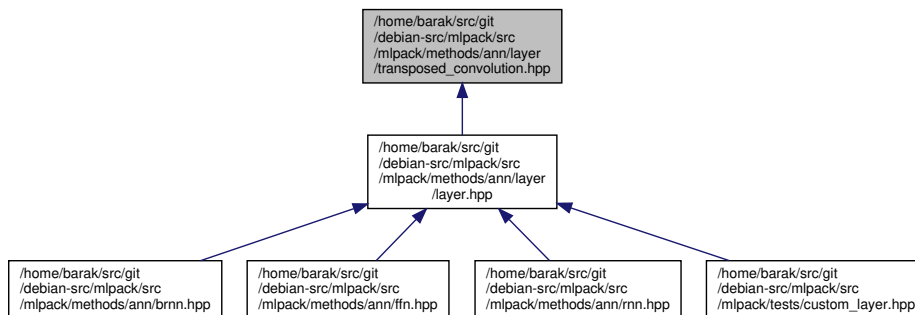 /home/barak/src/git
/debian-src/mlpack/src
/mlpack/methods/ann/layer
/transposed_convolution.hpp
/home/barak/src/git
/debian-src/mlpack/src
/mlpack/methods/ann/layer
/layer.hpp
/home/barak/src/git
/debian-src/mlpack/src
/mlpack/methods/ann/brnn.hpp
/home/barak/src/git
/debian-src/mlpack/src
/mlpack/methods/ann/ffn.hpp
/home/barak/src/git
/debian-src/mlpack/src
/mlpack/methods/ann/rnn.hpp
/home/barak/src/git
/debian-src/mlpack/src
/mlpack/tests/custom_layer.hpp